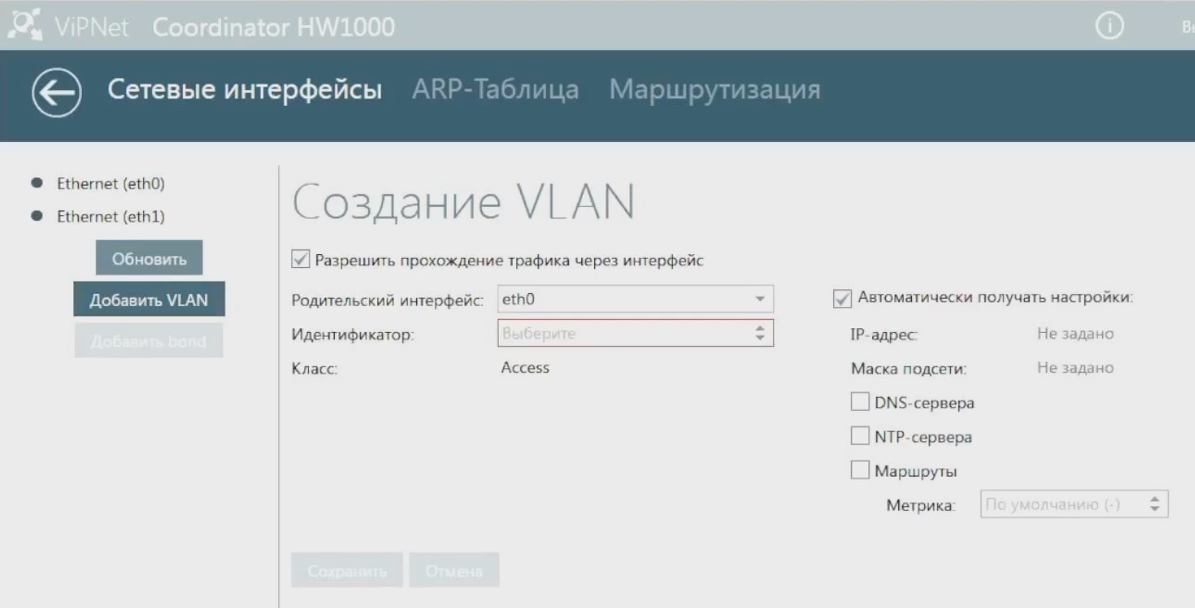 ViPNet Coordinator HW1000
Сетевые интерфейсы ARP-Таблица Маршрутизация
Ethernet (eth0)
Ethernet (eth1)
Обновить
Добавить VLAN
Добавить bond
Создание VLAN
Разрешить прохождение трафика через интерфейс
Родительский интерфейс: eth0
Идентификатор: Выберите
Класс: Access
Автоматически получать настройки:
IP-адрес: Не задано
Маска подсети: Не задано
DNS-сервера
NTP-сервера
Маршруты
Метрика: По умолчанию (-)
Сохранить Отмена